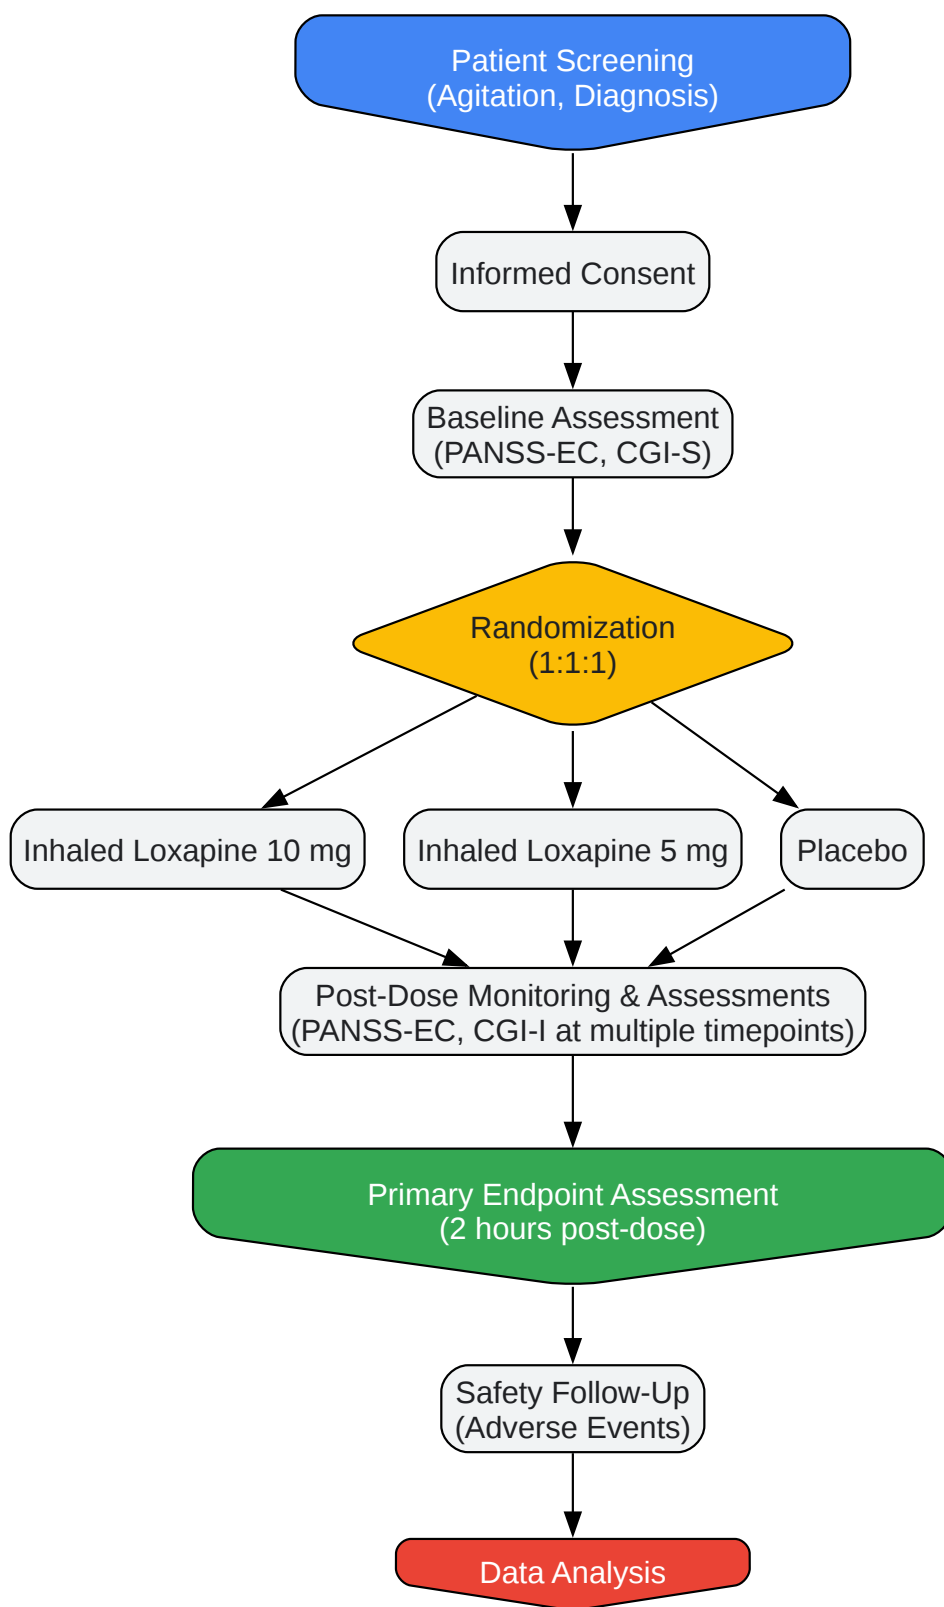 Patient Screening
(Agitation, Diagnosis)
Informed Consent
Baseline Assessment
(PANSS-EC, CGI-S)
Randomization
(1:1:1)
Inhaled Loxapine 10 mg
Inhaled Loxapine 5 mg
Placebo
Post-Dose Monitoring & Assessments
(PANSS-EC, CGI-I at multiple timepoints)
Primary Endpoint Assessment
(2 hours post-dose)
Safety Follow-Up
(Adverse Events)
Data Analysis